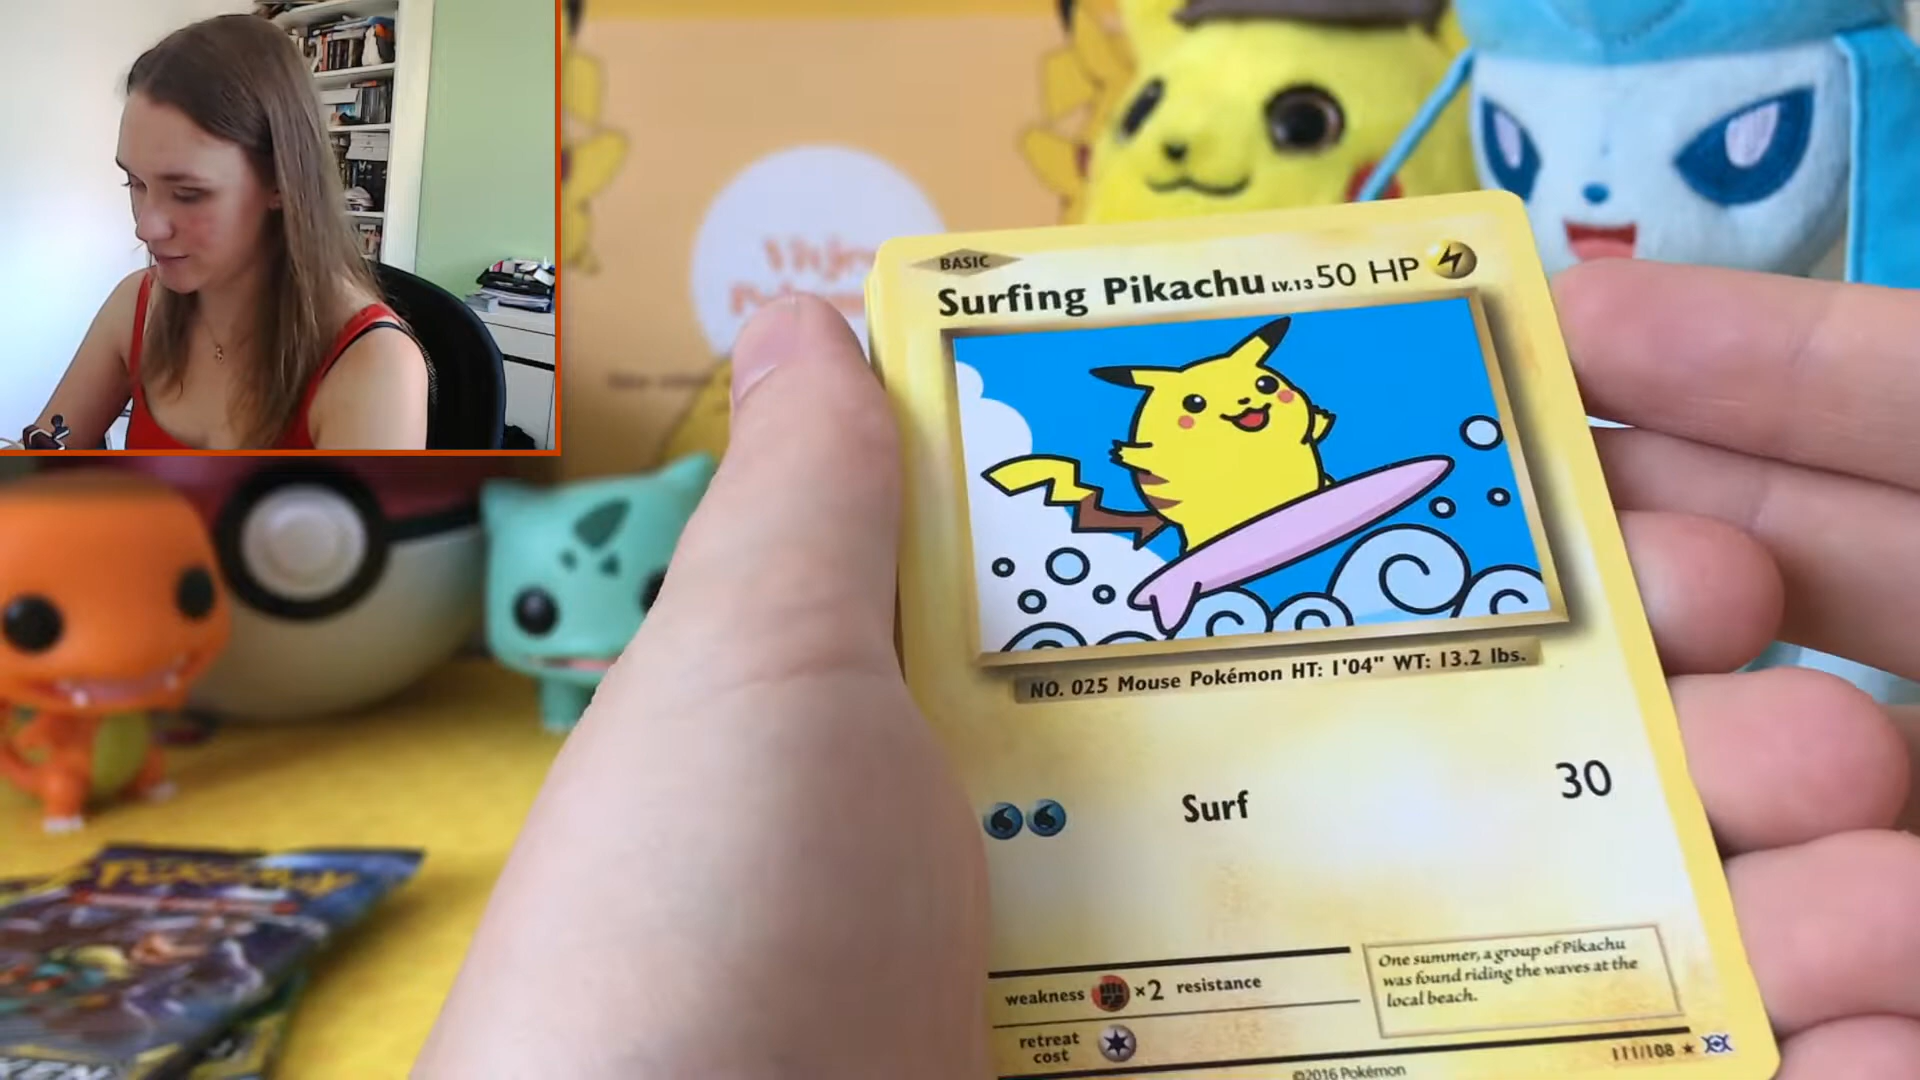 BASIC
Surfing Pikachu LV.13 50 HP
NO. 025 Mouse Pokémon HT: 1'04" WT: 13.2 lbs.
Surf 30
weakness ×2 resistance
retreat
cost
One summer, a group of Pikachu
was found riding the waves at the
local beach.
111/108
©2016 Pokémon
Pokémon